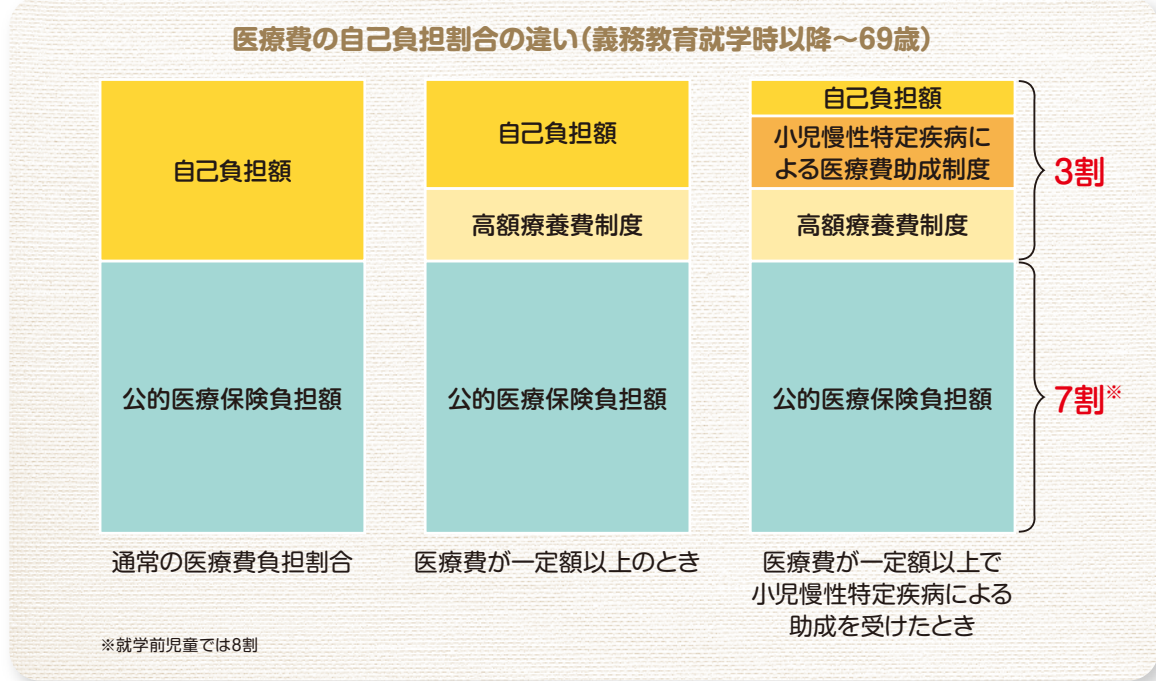 医療費の自己負担割合の違い（義務教育就学時以降～69歳）
自己負担額
公的医療保険負担額
通常の医療費負担割合
自己負担額
高額療養費制度
公的医療保険負担額
医療費が一定額以上のとき
自己負担額
小児慢性特定疾病に
よる医療費助成制度
高額療養費制度
公的医療保険負担額
医療費が一定額以上で
小児慢性特定疾病による
助成を受けたとき
3割
7割※
※就学前児童では8割